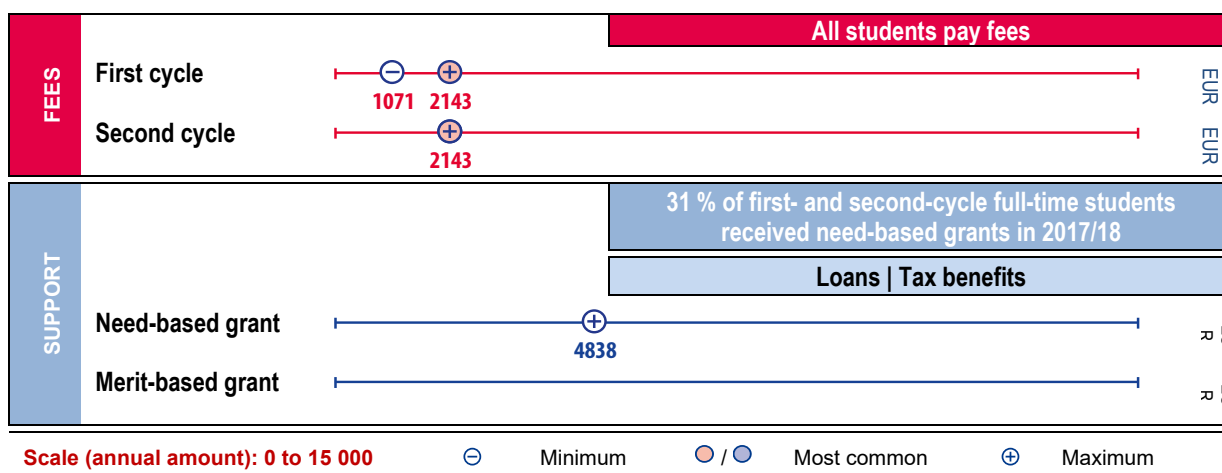 All students pay fees
FEES
First cycle
1071 2143
EUR
Second cycle
2143
EUR
31 % of first- and second-cycle full-time students
received need-based grants in 2017/18
Loans | Tax benefits
SUPPORT
Need-based grant
4838
R
Merit-based grant
R
Scale (annual amount): 0 to 15 000 Minimum / Most common Maximum